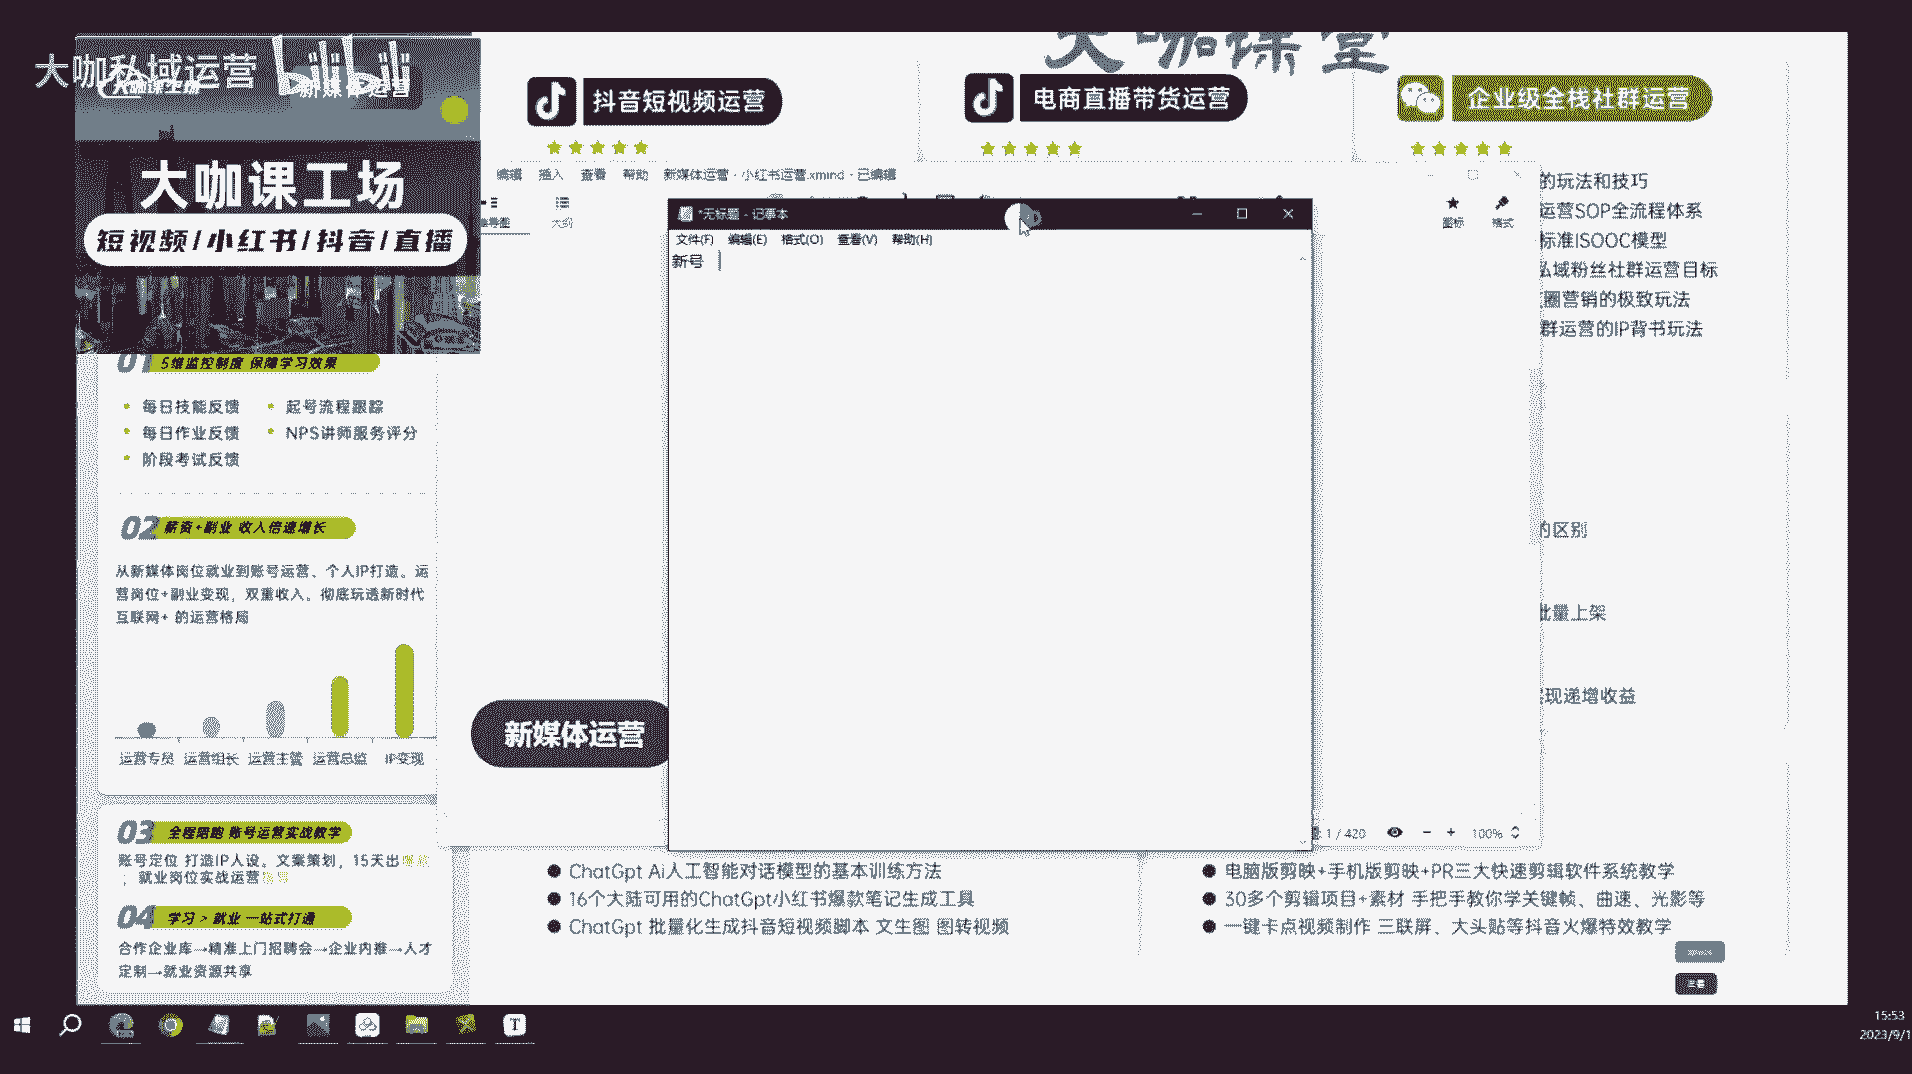 大咖私域运营
bilibili
新媒体运营
大咖课工场
短视频/小红书/抖音/直播
大咖课堂
抖音短视频运营
电商直播带货运营
企业级全栈社群运营
的玩法和技巧
运营SOP全流程体系
标准ISOOC模型
私域粉丝社群运营目标
圈营销的极致玩法
群运营的IP背书玩法
的区别
批量上架
现递增收益
编辑 插入 查看 帮助 新媒体运营 - 小红书运营.xmind - 已编辑
大纲
图标 格式
*无标题 - 记事本
文件(F) 编辑(E) 格式(O) 查看(V) 帮助(H)
新号
新媒体运营
1 / 420
100%
01 5维监控制度 保障学习效果
每日技能反馈
起号流程跟踪
每日作业反馈
NPS讲师服务评分
阶段考试反馈
02 薪资+副业 收入倍速增长
从新媒体岗位就业到账号运营、个人IP打造。运
营岗位+副业变现，双重收入。彻底玩透新时代
互联网+ 的运营格局
运营专员 运营组长 运营主管 运营总监 IP变现
03 全程陪跑 账号运营实战教学
账号定位 打造IP人设。文案策划，15天出
；就业岗位实战运营
04 学习 > 就业 一站式打通
合作企业库→精准上门招聘会→企业内推→人才
定制→就业资源共享
ChatGpt Ai人工智能对话模型的基本训练方法
16个大陆可用的ChatGpt小红书爆款笔记生成工具
ChatGpt 批量化生成抖音短视频脚本 文生图 图转视频
电脑版剪映+手机版剪映+PR三大快速剪辑软件系统教学
30多个剪辑项目+素材 手把手教你学关键帧、曲速、光影等
一键卡点视频制作 三联屏、大头贴等抖音火爆特效教学
15:53
2023/9/1